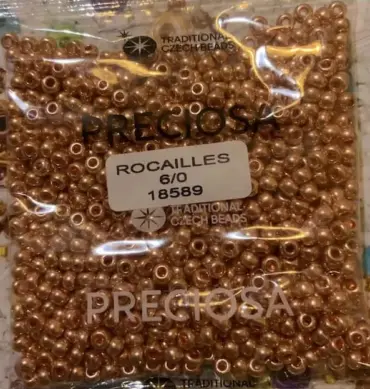 TRADITIONAL
CZECH BEADS
PRECIOSA
ROCAILLES
6/0
18589
TRADITIONAL
CZECH BEADS
PRECIOSA
TRADITIONAL